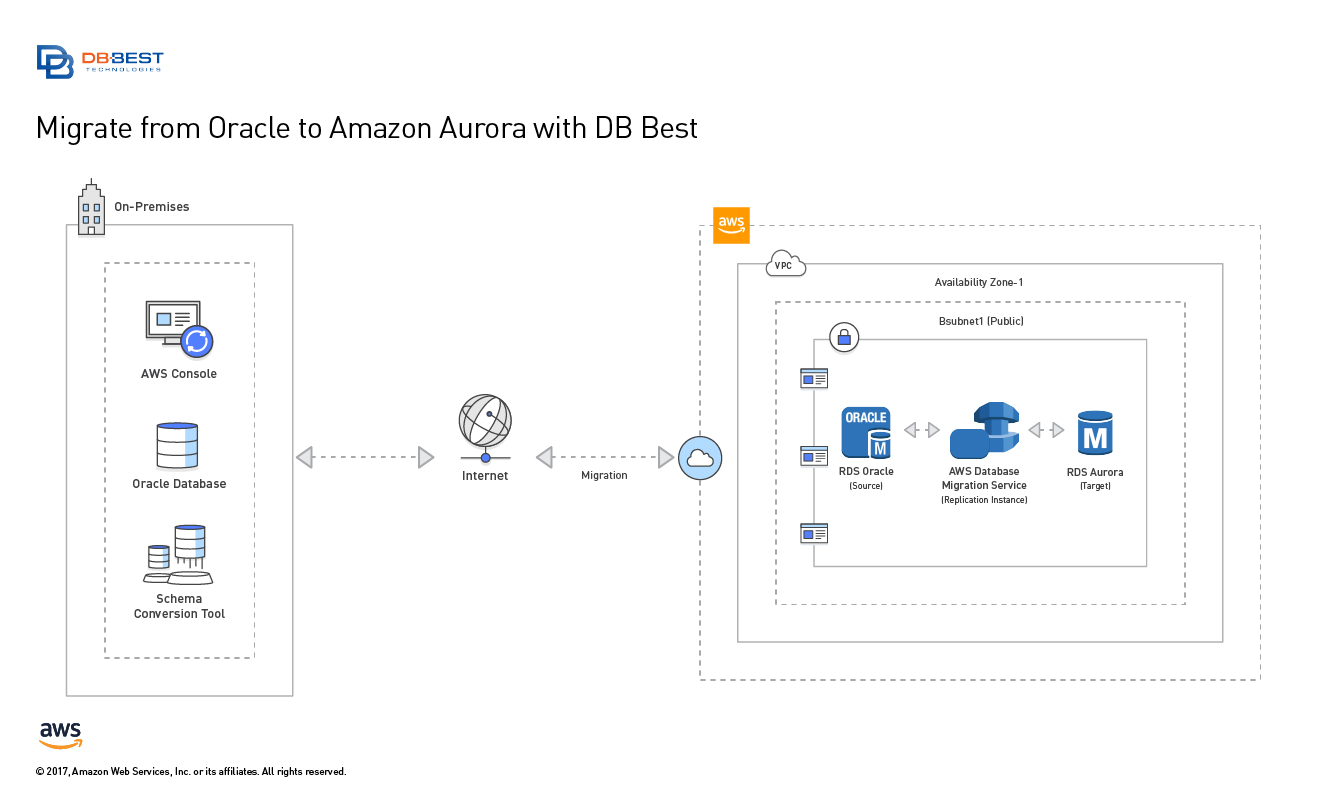 DB BEST
TECHNOLOGIES
Migrate from Oracle to Amazon Aurora with DB Best
On-Premises
AWS Console
Oracle Database
Schema
Conversion Tool
Internet
Migration
aws
VPC
Availability Zone-1
Bsubnet1 (Public)
ORACLE
M
RDS Oracle
(Source)
AWS Database
Migration Service
(Replication Instance)
M
RDS Aurora
(Target)
aws
© 2017, Amazon Web Services, Inc. or its affiliates. All rights reserved.